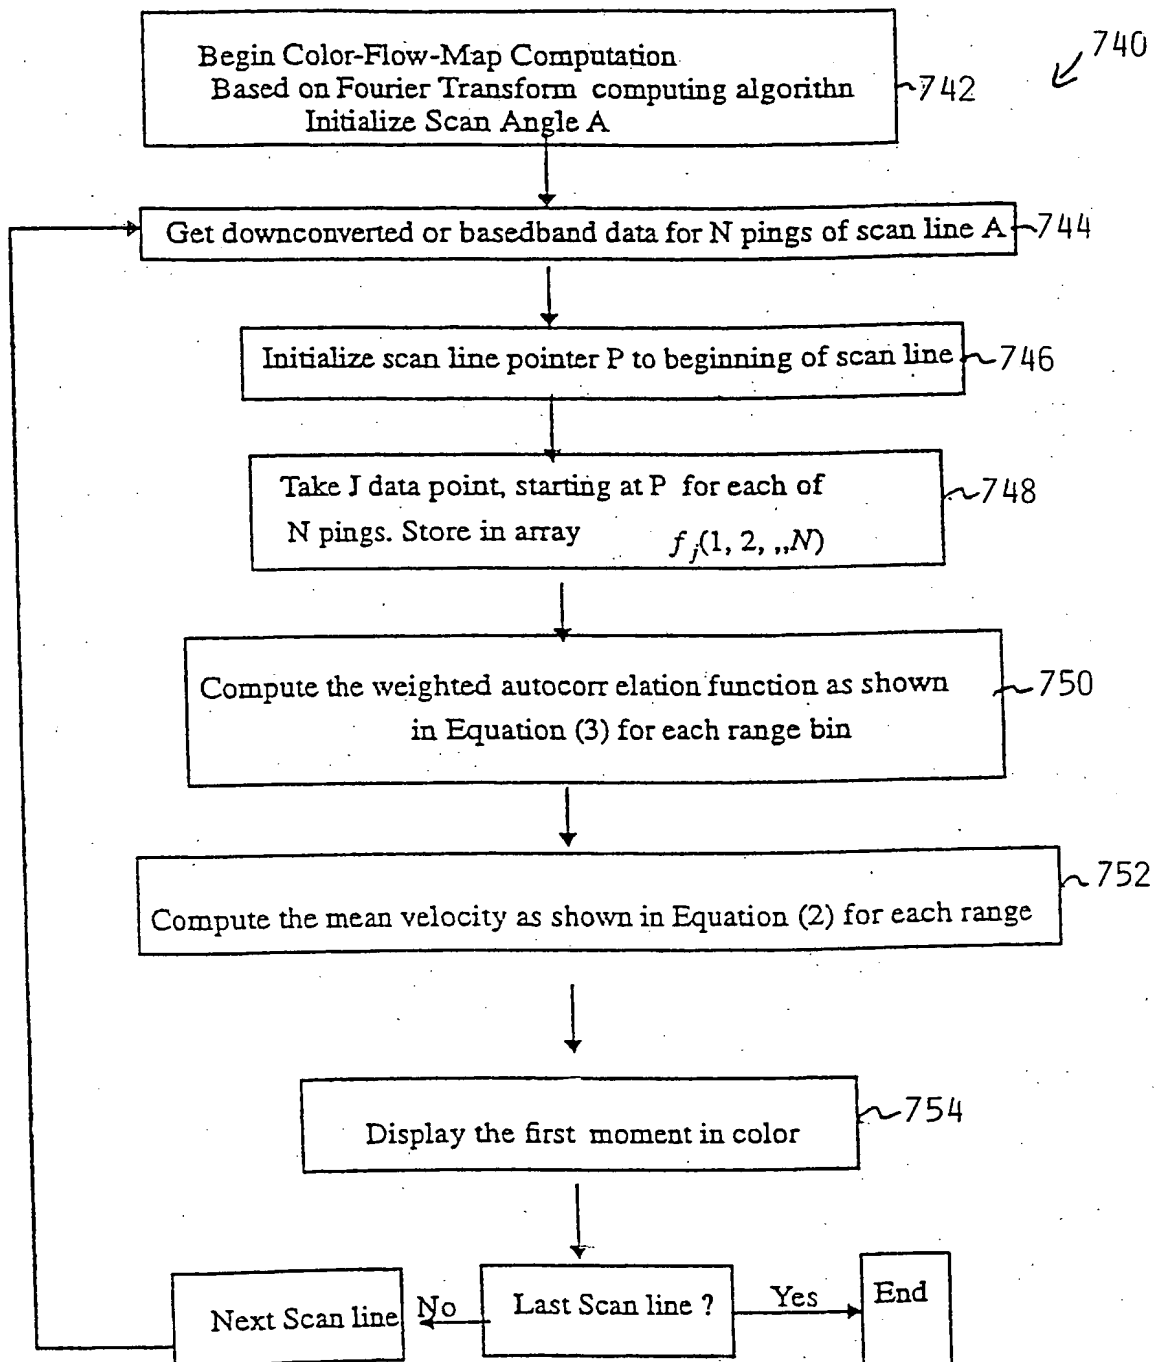 Begin Color-Flow-Map Computation
Based on Fourier Transform computing algorithn
Initialize Scan Angle A
742
740
Get downconverted or basedband data for N pings of scan line A
744
Initialize scan line pointer P to beginning of scan line
746
Take J data point, starting at P for each of
N pings. Store in array f_j(1, 2, ,,N)
748
Compute the weighted autocorr elation function as shown
in Equation (3) for each range bin
750
Compute the mean velocity as shown in Equation (2) for each range
752
Display the first moment in color
754
Last Scan line ?
No
Next Scan line
Yes
End